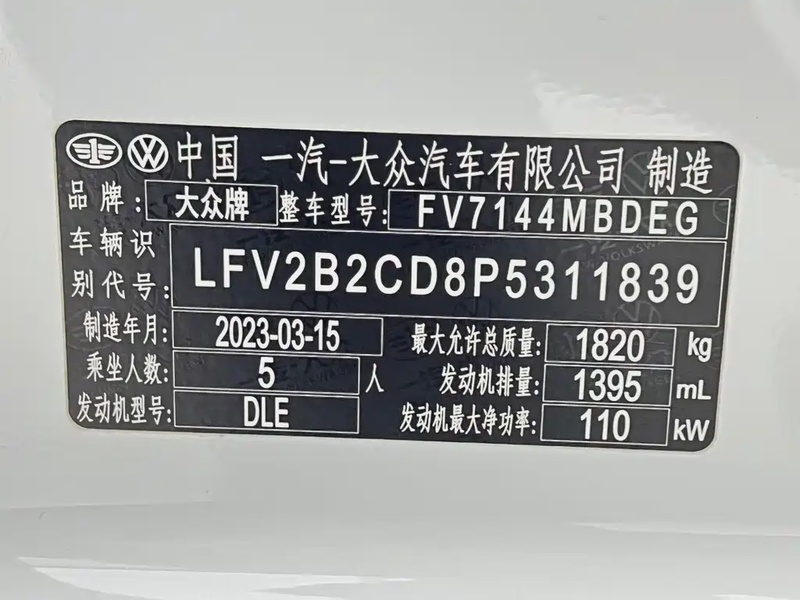 中国 一汽-大众汽车有限公司 制造
品牌: 大众牌 整车型号: FV7144MBDEG
车辆识
别代号: LFV2B2CD8P5311839
制造年月: 2023-03-15 最大允许总质量: 1820 kg
乘坐人数: 5 人 发动机排量: 1395 mL
发动机型号: DLE 发动机最大净功率: 110 kW